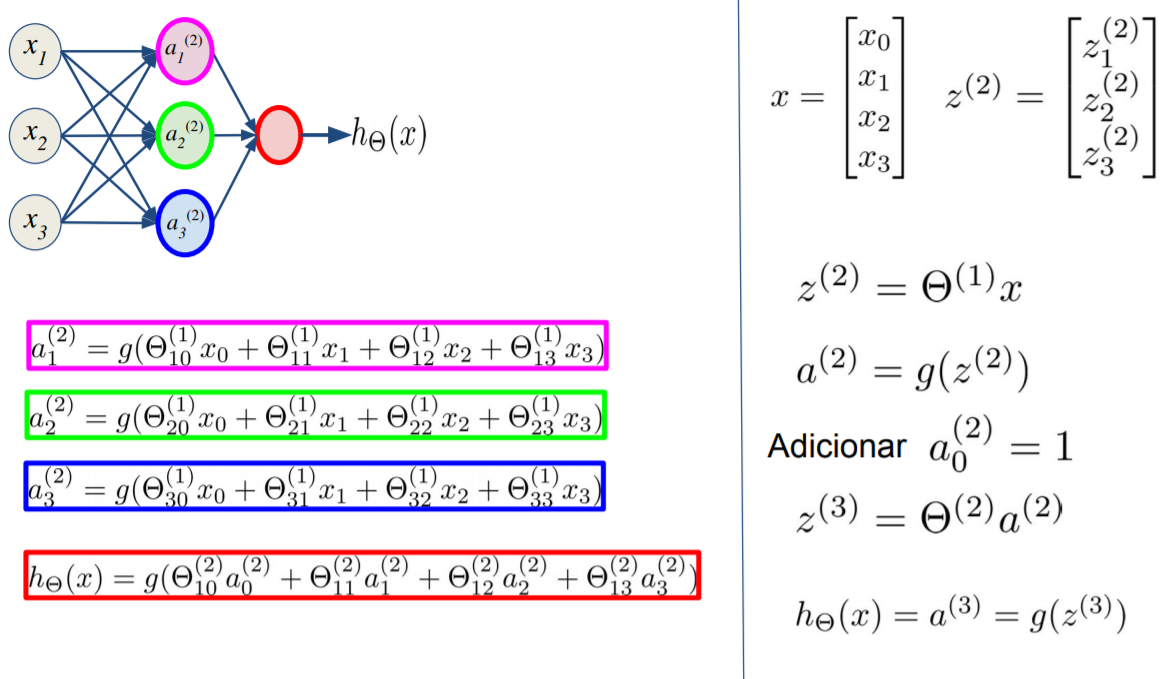 x₁ a₁⁽²⁾
x₂ a₂⁽²⁾ h_Θ(x)
x₃ a₃⁽²⁾
a₁⁽²⁾ = g(Θ₁₀⁽¹⁾x₀ + Θ₁₁⁽¹⁾x₁ + Θ₁₂⁽¹⁾x₂ + Θ₁₃⁽¹⁾x₃)
a₂⁽²⁾ = g(Θ₂₀⁽¹⁾x₀ + Θ₂₁⁽¹⁾x₁ + Θ₂₂⁽¹⁾x₂ + Θ₂₃⁽¹⁾x₃)
a₃⁽²⁾ = g(Θ₃₀⁽¹⁾x₀ + Θ₃₁⁽¹⁾x₁ + Θ₃₂⁽¹⁾x₂ + Θ₃₃⁽¹⁾x₃)
h_Θ(x) = g(Θ₁₀⁽²⁾a₀⁽²⁾ + Θ₁₁⁽²⁾a₁⁽²⁾ + Θ₁₂⁽²⁾a₂⁽²⁾ + Θ₁₃⁽²⁾a₃⁽²⁾)
x = [x₀ x₁ x₂ x₃] z⁽²⁾ = [z₁⁽²⁾ z₂⁽²⁾ z₃⁽²⁾]
z⁽²⁾ = Θ⁽¹⁾x
a⁽²⁾ = g(z⁽²⁾)
Adicionar a₀⁽²⁾ = 1
z⁽³⁾ = Θ⁽²⁾a⁽²⁾
h_Θ(x) = a⁽³⁾ = g(z⁽³⁾)